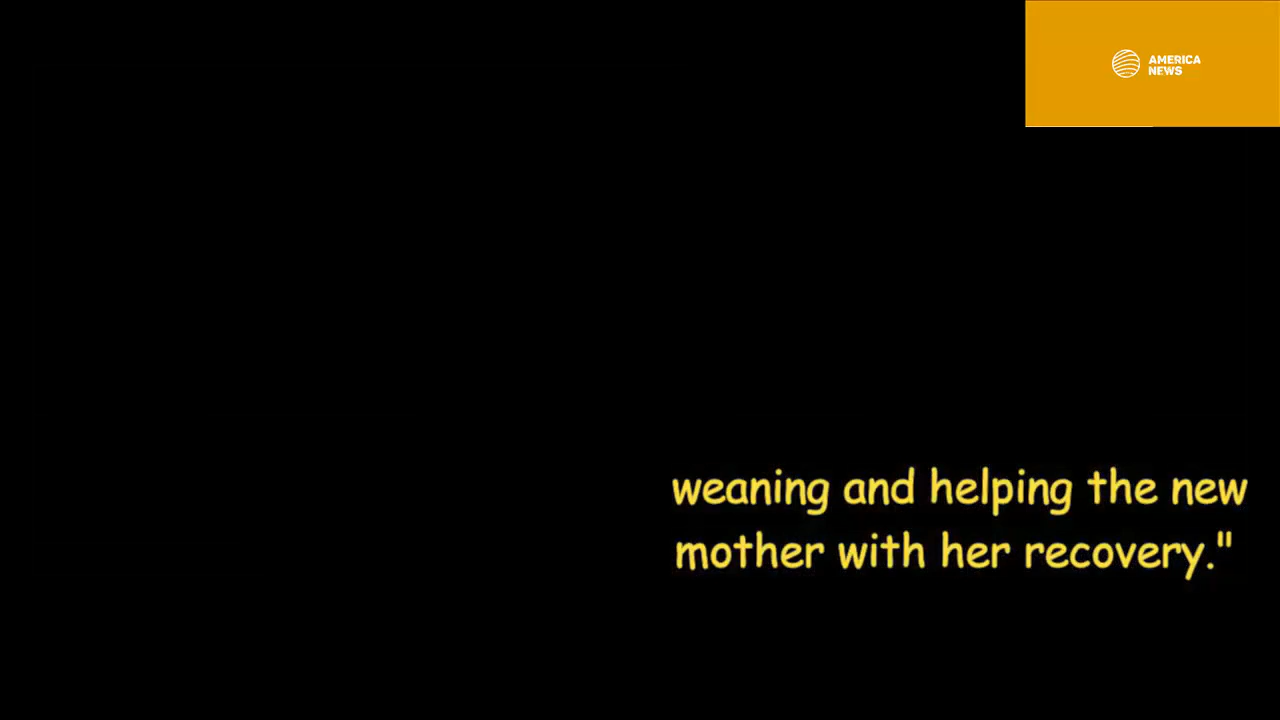 AMERICA
NEWS
weaning and helping the new
mother with her recovery."